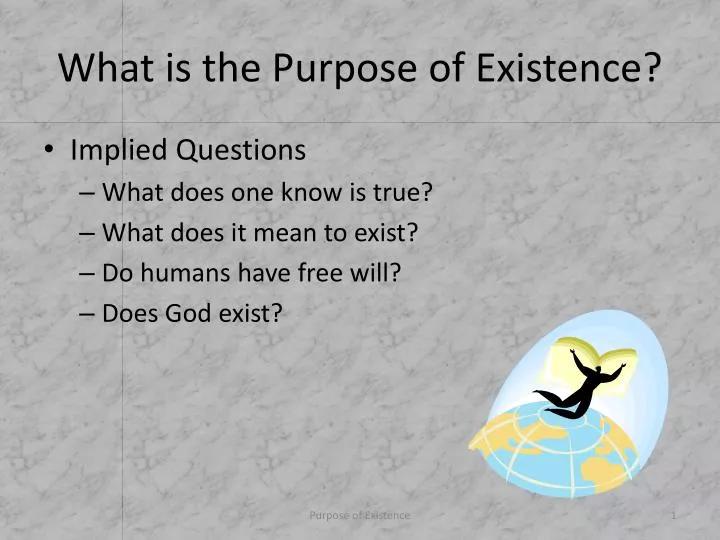 What is the Purpose of Existence?
• Implied Questions
– What does one know is true?
– What does it mean to exist?
– Do humans have free will?
– Does God exist?
Purpose of Existence 1